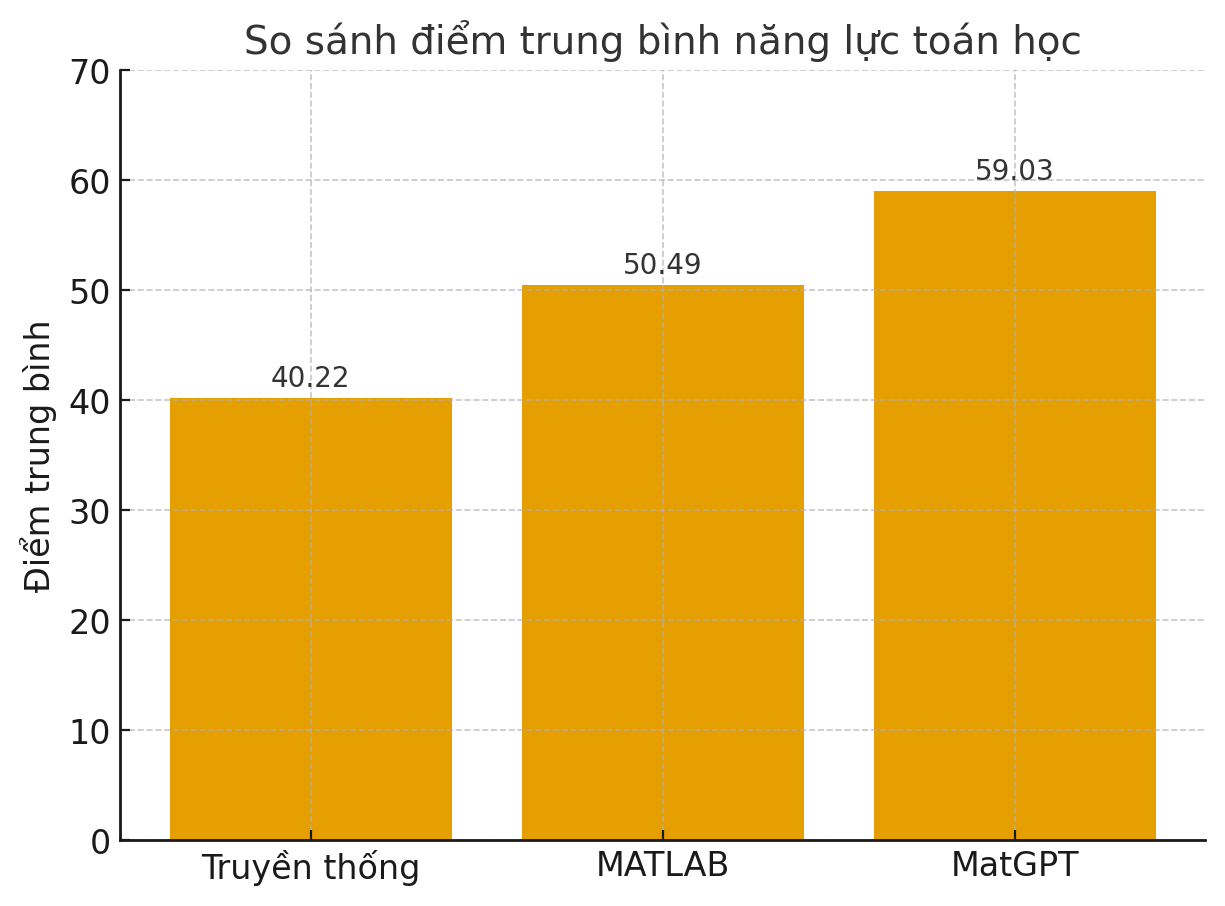 So sánh điểm trung bình năng lực toán học
Điểm trung bình
70
60
50
40
30
20
10
0
59.03
50.49
40.22
Truyền thống
MATLAB
MatGPT